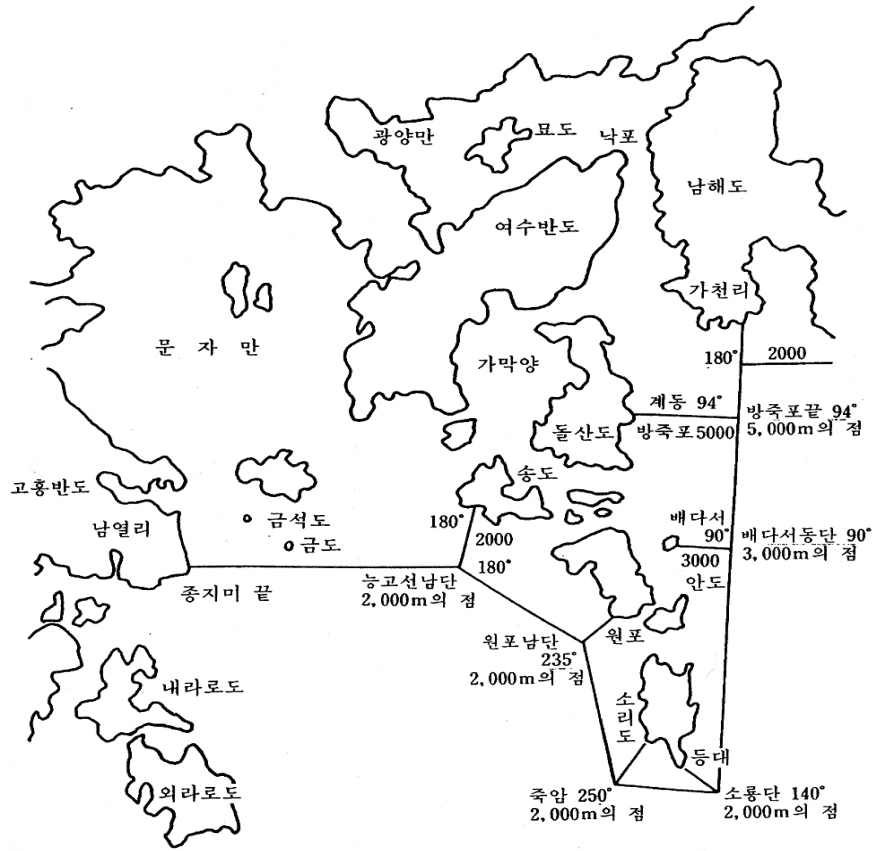 광양만
묘도
낙포
남해도
여수반도
가천리
180°
2000
문자만
가막양
계동 94°
방죽포 5000
방죽포끝 94°
5,000m의 점
돌산도
고흥반도
송도
남열리
금석도
금도
180°
2000
180°
배다서
90°
3000
배다서동단 90°
3,000m의 점
안도
종지미 끝
능고선남단
2,000m의 점
원포남단
235°
2,000m의 점
원포
내라로도
소리도
등대
외라로도
죽암 250°
2,000m의 점
소룡단 140°
2,000m의 점